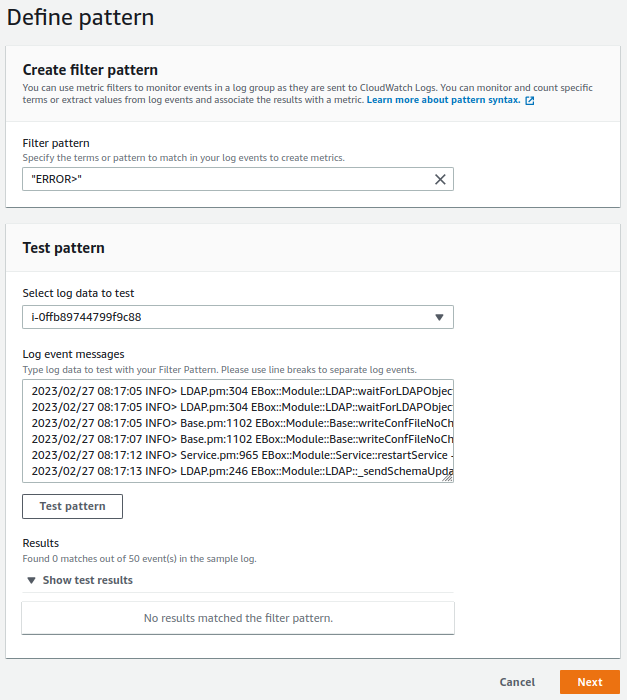 Define pattern
Create filter pattern
You can use metric filters to monitor events in a log group as they are sent to CloudWatch Logs. You can monitor and count specific
terms or extract values from log events and associate the results with a metric. Learn more about pattern syntax.
Filter pattern
Specify the terms or pattern to match in your log events to create metrics.
"ERROR>"
Test pattern
Select log data to test
i-0ffb89744799f9c88
Log event messages
Type log data to test with your Filter Pattern. Please use line breaks to separate log events.
2023/02/27 08:17:05 INFO> LDAP.pm:304 EBox::Module::LDAP::waitForLDAPObjec
2023/02/27 08:17:05 INFO> LDAP.pm:304 EBox::Module::LDAP::waitForLDAPObjec
2023/02/27 08:17:05 INFO> Base.pm:1102 EBox::Module::Base::writeConfFileNoCh
2023/02/27 08:17:07 INFO> Base.pm:1102 EBox::Module::Base::writeConfFileNoCh
2023/02/27 08:17:12 INFO> Service.pm:965 EBox::Module::Service::restartService -
2023/02/27 08:17:13 INFO> LDAP.pm:246 EBox::Module::LDAP::_sendSchemaUpda
Test pattern
Results
Found 0 matches out of 50 event(s) in the sample log.
Show test results
No results matched the filter pattern.
Cancel
Next